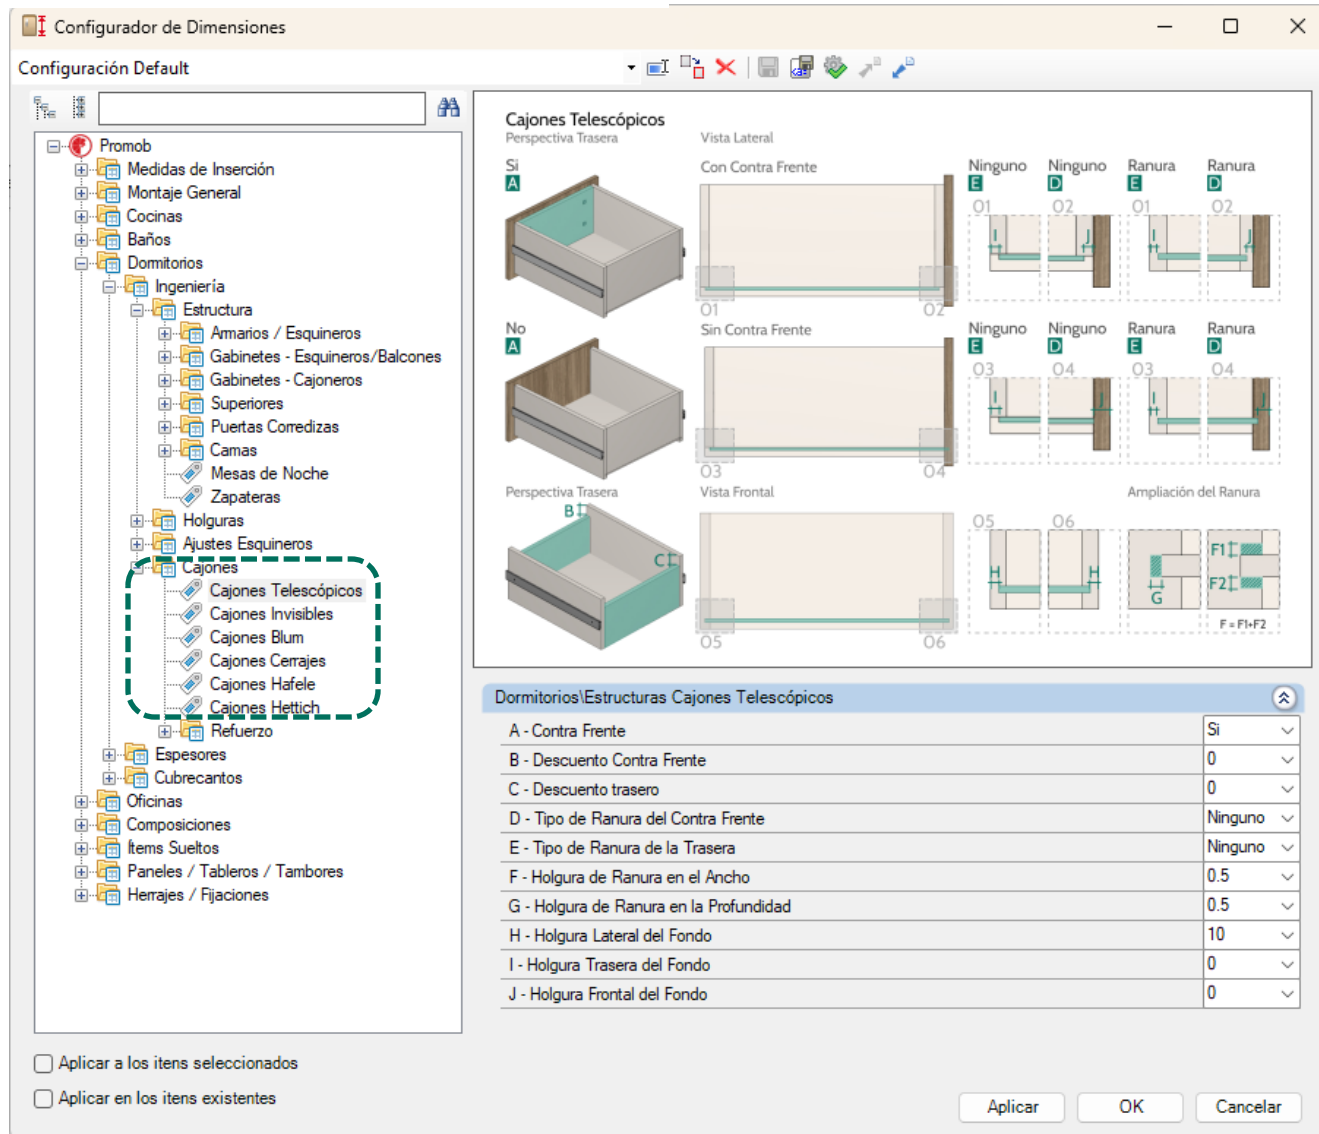 Configurador de Dimensiones
Configuración Default
Promob
Medidas de Inserción
Montaje General
Cocinas
Baños
Dormitorios
Ingeniería
Estructura
Armarios / Esquineros
Gabinetes - Esquineros/Balcones
Gabinetes - Cajoneros
Superiores
Puertas Corredizas
Camas
Mesas de Noche
Zapateras
Holguras
Ajustes Esquineros
Cajones
Cajones Telescópicos
Cajones Invisibles
Cajones Blum
Cajones Cerrajes
Cajones Hafele
Cajones Hettich
Refuerzo
Espesores
Cubrecantos
Oficinas
Composiciones
Ítems Sueltos
Paneles / Tableros / Tambores
Herrajes / Fijaciones
Aplicar a los itens seleccionados
Aplicar en los itens existentes
Cajones Telescópicos
Perspectiva Trasera Vista Lateral
Si Con Contra Frente Ninguno Ninguno Ranura Ranura
A E D E D
01 02 01 02
I J I J
01 02
No Sin Contra Frente Ninguno Ninguno Ranura Ranura
A E D E D
03 04 03 04
I J I J
03 04
Perspectiva Trasera Vista Frontal Ampliación del Ranura
B C 05 06 F1
H H G F2
F = F1+F2
05 06
Dormitorios\Estructuras Cajones Telescópicos
A - Contra Frente Si
B - Descuento Contra Frente 0
C - Descuento trasero 0
D - Tipo de Ranura del Contra Frente Ninguno
E - Tipo de Ranura de la Trasera Ninguno
F - Holgura de Ranura en el Ancho 0.5
G - Holgura de Ranura en la Profundidad 0.5
H - Holgura Lateral del Fondo 10
I - Holgura Trasera del Fondo 0
J - Holgura Frontal del Fondo 0
Aplicar OK Cancelar